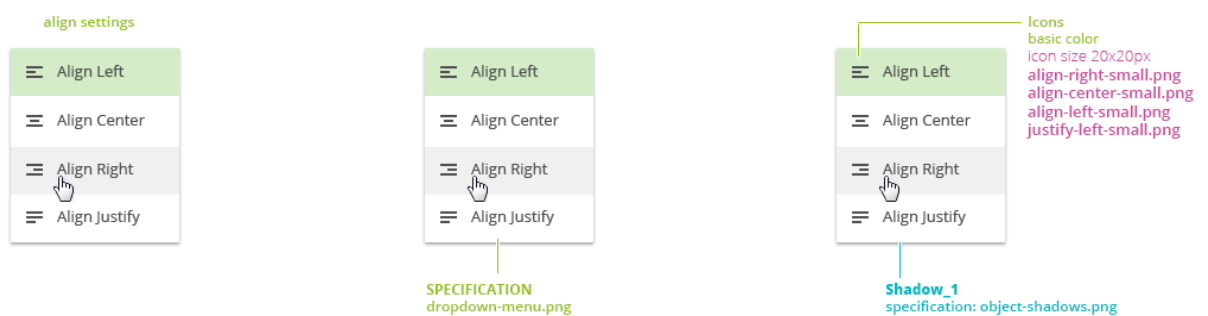 align settings
Align Left
Align Center
Align Right
Align Justify
Align Left
Align Center
Align Right
Align Justify
SPECIFICATION
dropdown-menu.png
Align Left
Align Center
Align Right
Align Justify
Icons
basic color
icon size 20x20px
align-right-small.png
align-center-small.png
align-left-small.png
justify-left-small.png
Shadow_1
specification: object-shadows.png